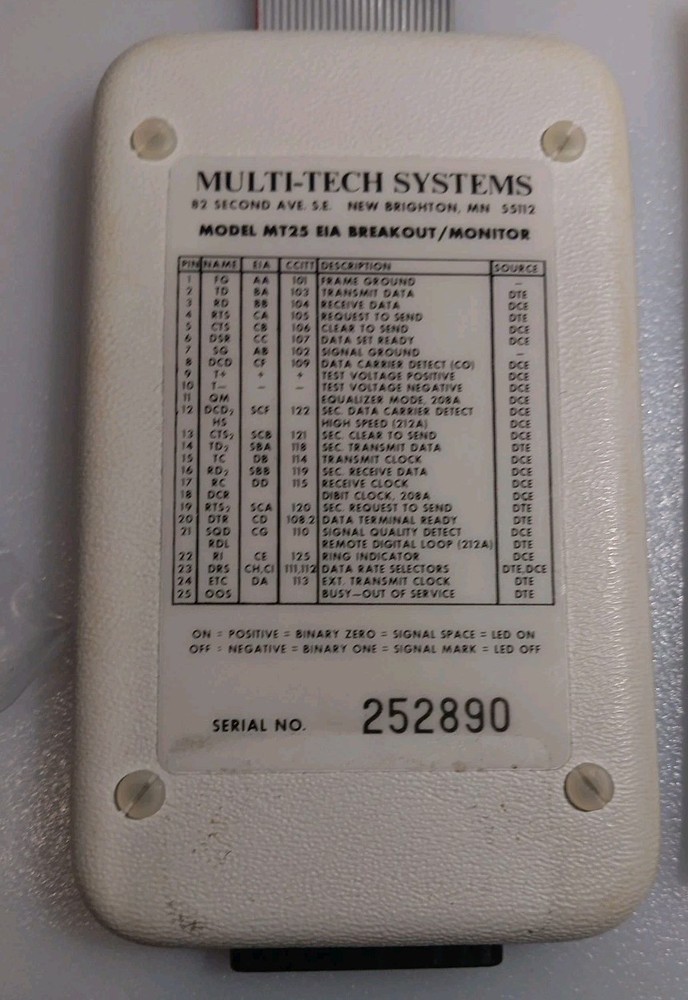 MULTI-TECH SYSTEMS
82 SECOND AVE. S.E. NEW BRIGHTON, MN 55112
MODEL MT25 EIA BREAKOUT/MONITOR
PIN NAME EIA CCITT DESCRIPTION SOURCE
1 FG AA 101 FRAME GROUND —
2 TD BA 103 TRANSMIT DATA DTE
3 RD BB 104 RECEIVE DATA DCE
4 RTS CA 105 REQUEST TO SEND DTE
5 CTS CB 106 CLEAR TO SEND DCE
6 DSR CC 107 DATA SET READY DCE
7 SG AB 102 SIGNAL GROUND —
8 DCD CF 109 DATA CARRIER DETECT (CO) DCE
9 T+ + + TEST VOLTAGE POSITIVE DCE
10 T— — — TEST VOLTAGE NEGATIVE DCE
11 QM EQUALIZER MODE, 208A DCE
12 DCD₂ SCF 122 SEC. DATA CARRIER DETECT DCE
HS HIGH SPEED (212A) DCE
13 CTS₂ SCB 121 SEC. CLEAR TO SEND DCE
14 TD₂ SBA 118 SEC. TRANSMIT DATA DTE
15 TC DB 114 TRANSMIT CLOCK DCE
16 RD₂ SBB 119 SEC. RECEIVE DATA DCE
17 RC DD 115 RECEIVE CLOCK DCE
18 DCR DIBIT CLOCK, 208A DCE
19 RTS₂ SCA 120 SEC. REQUEST TO SEND DTE
20 DTR CD 108.2 DATA TERMINAL READY DTE
21 SQD CG 110 SIGNAL QUALITY DETECT DCE
RDL REMOTE DIGITAL LOOP (212A) DTE
22 RI CE 125 RING INDICATOR DCE
23 DRS CH,CI 111,112 DATA RATE SELECTORS DTE,DCE
24 ETC DA 113 EXT. TRANSMIT CLOCK DTE
25 OOS BUSY—OUT OF SERVICE DTE
ON = POSITIVE = BINARY ZERO = SIGNAL SPACE = LED ON
OFF = NEGATIVE = BINARY ONE = SIGNAL MARK = LED OFF
SERIAL NO. 252890